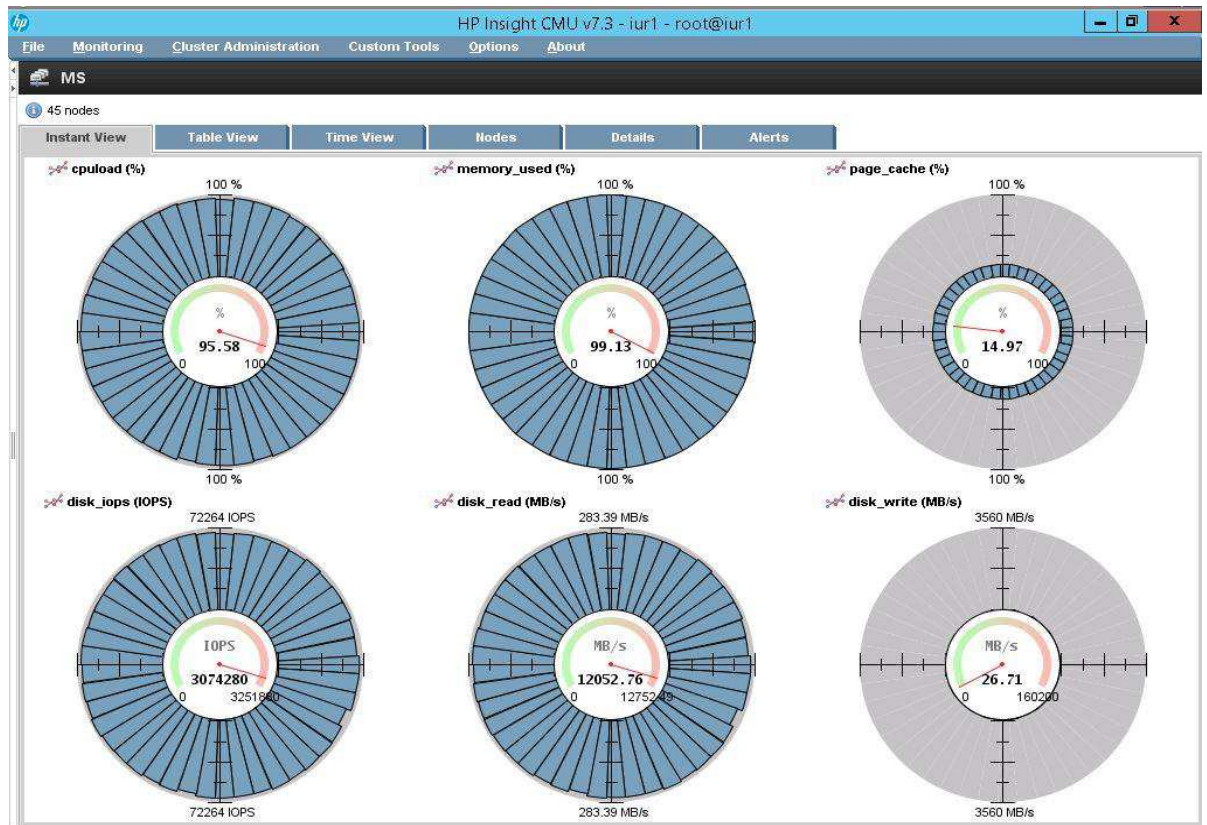 hp HP Insight CMU v7.3 - iur1 - root@iur1
File Monitoring Cluster Administration Custom Tools Options About
MS
45 nodes
Instant View Table View Time View Nodes Details Alerts
cpuload (%)
100 %
%
95.58
0 100
100 %
memory_used (%)
100 %
%
99.13
0 100
100 %
page_cache (%)
100 %
%
14.97
0 100
100 %
disk_iops (IOPS)
72264 IOPS
IOPS
3074280
0 3251880
72264 IOPS
disk_read (MB/s)
283.39 MB/s
MB/s
12052.76
0 12752.49
283.39 MB/s
disk_write (MB/s)
3560 MB/s
MB/s
26.71
0 160200
3560 MB/s